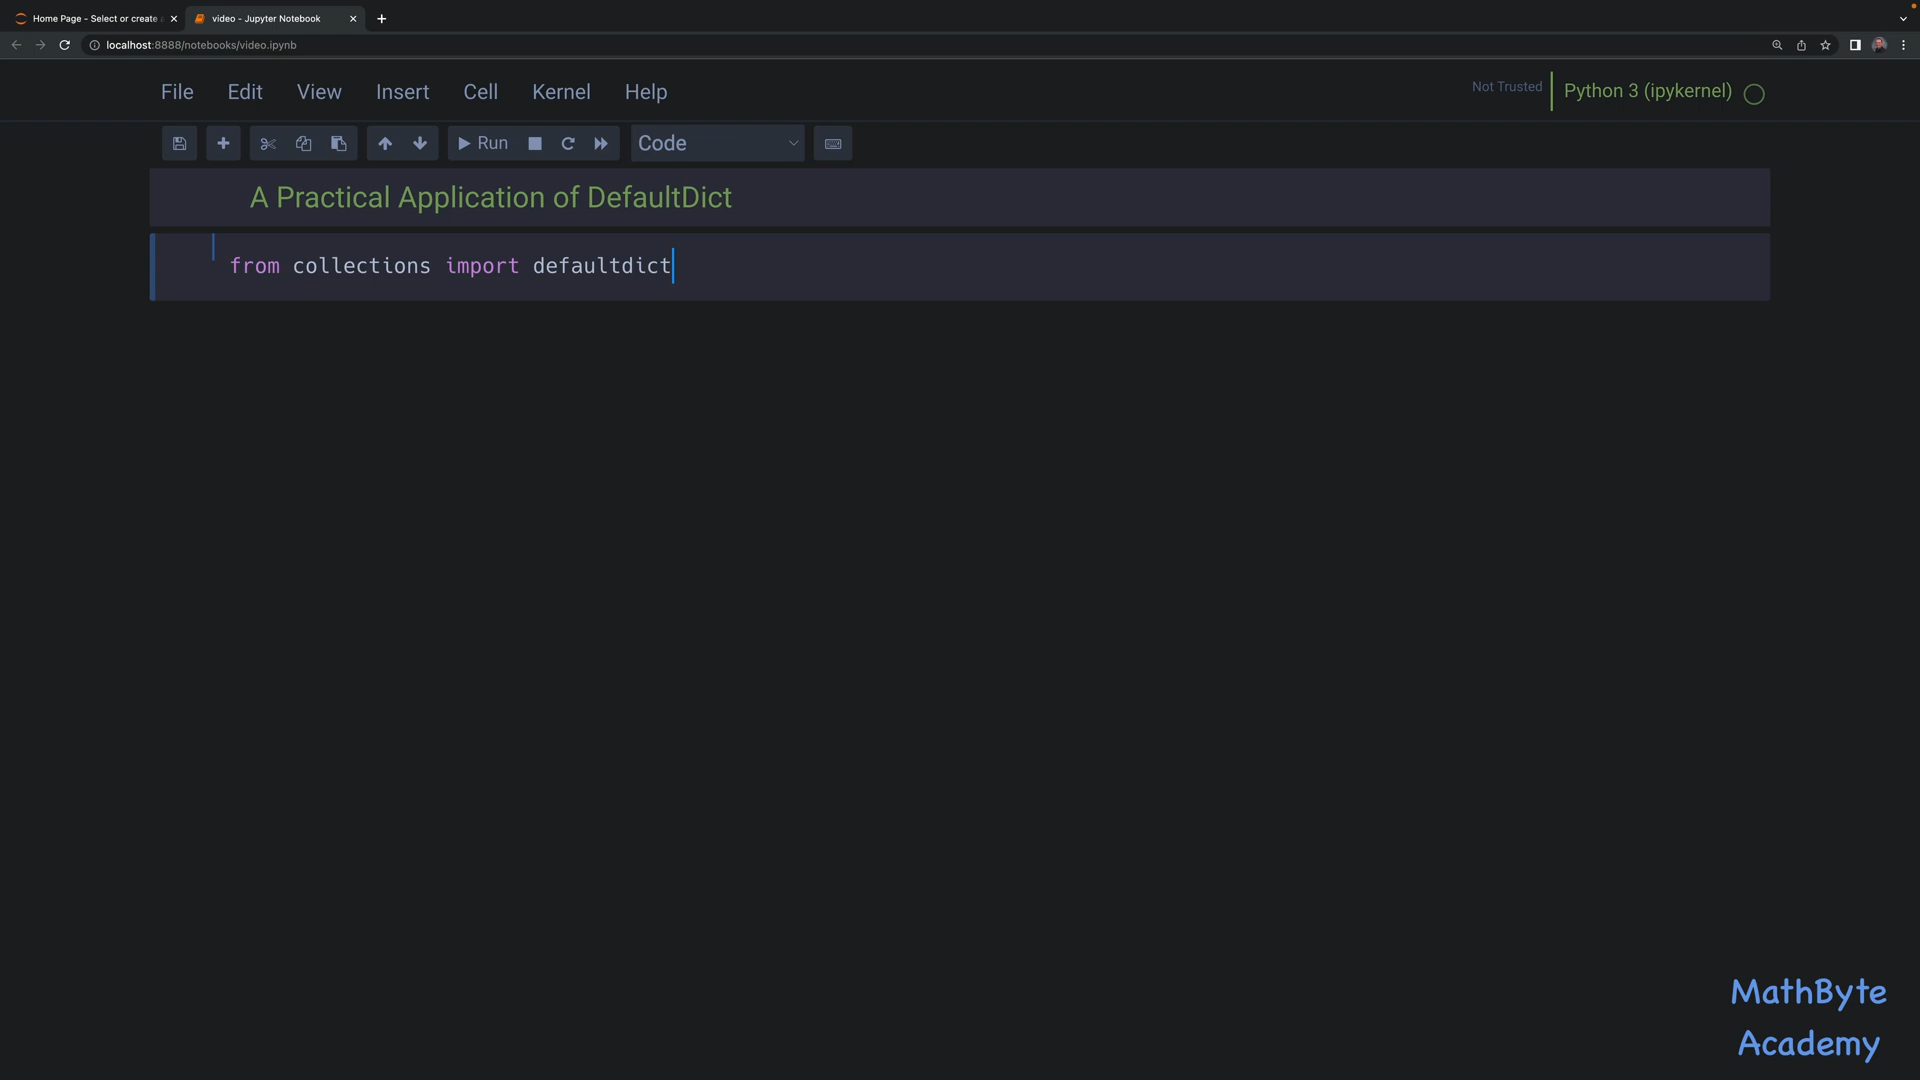 Home Page - Select or create a
video - Jupyter Notebook
localhost:8888/notebooks/video.ipynb
File Edit View Insert Cell Kernel Help
Not Trusted
Python 3 (ipykernel)
Run
Code
A Practical Application of DefaultDict
from collections import defaultdict
MathByte
Academy